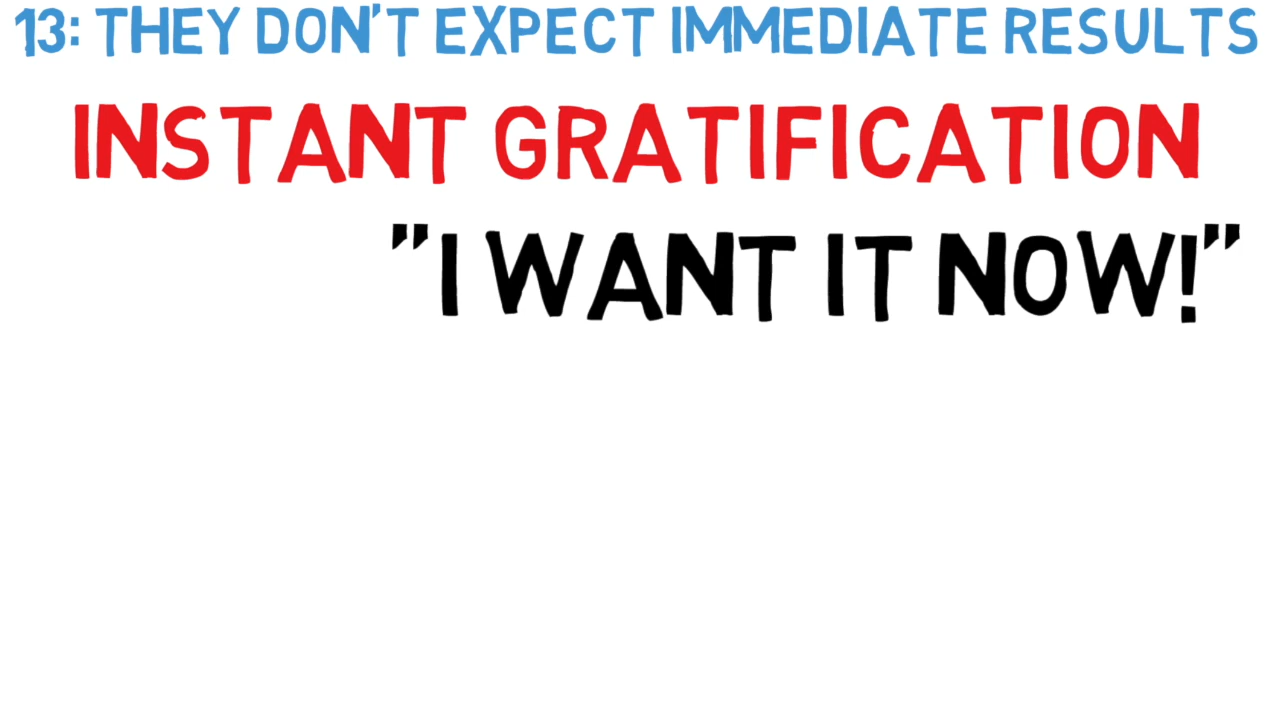 13: THEY DON'T EXPECT IMMEDIATE RESULTS
INSTANT GRATIFICATION
"I WANT IT NOW!"